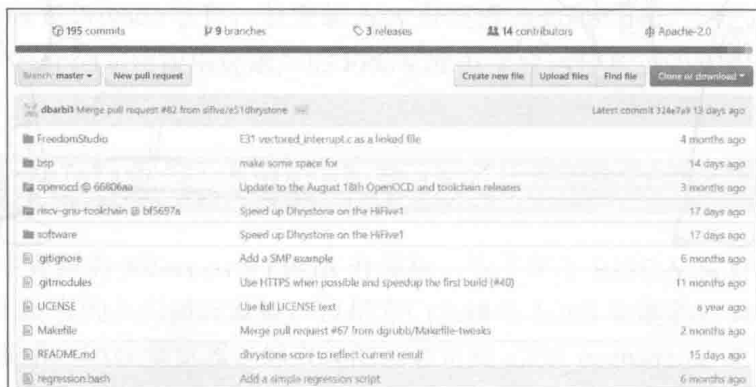 195 commits 9 branches 3 releases 14 contributors Apache-2.0
Branch: master New pull request Create new file Upload files Find file Clone or download
dbarbi1 Merge pull request #82 from sifive/e51dhrystone Latest commit 324e7a9 13 days ago
FreedomStudio E31 vectored_interrupt.c as a linked file 4 months ago
bsp make some space for 14 days ago
openocd @ 66806aa Update to the August 18th OpenOCD and toolchain releases 3 months ago
riscv-gnu-toolchain @ bf5697a Speed up Dhrystone on the HiFive1 17 days ago
software Speed up Dhrystone on the HiFive1 17 days ago
.gitignore Add a SMP example 6 months ago
.gitmodules Use HTTPS when possible and speedup the first build (#40) 11 months ago
LICENSE Use full LICENSE text a year ago
Makefile Merge pull request #67 from dgrubb/Makefile-tweaks 2 months ago
README.md dhrystone score to reflect current result 15 days ago
regression.bash Add a simple regression script 6 months ago